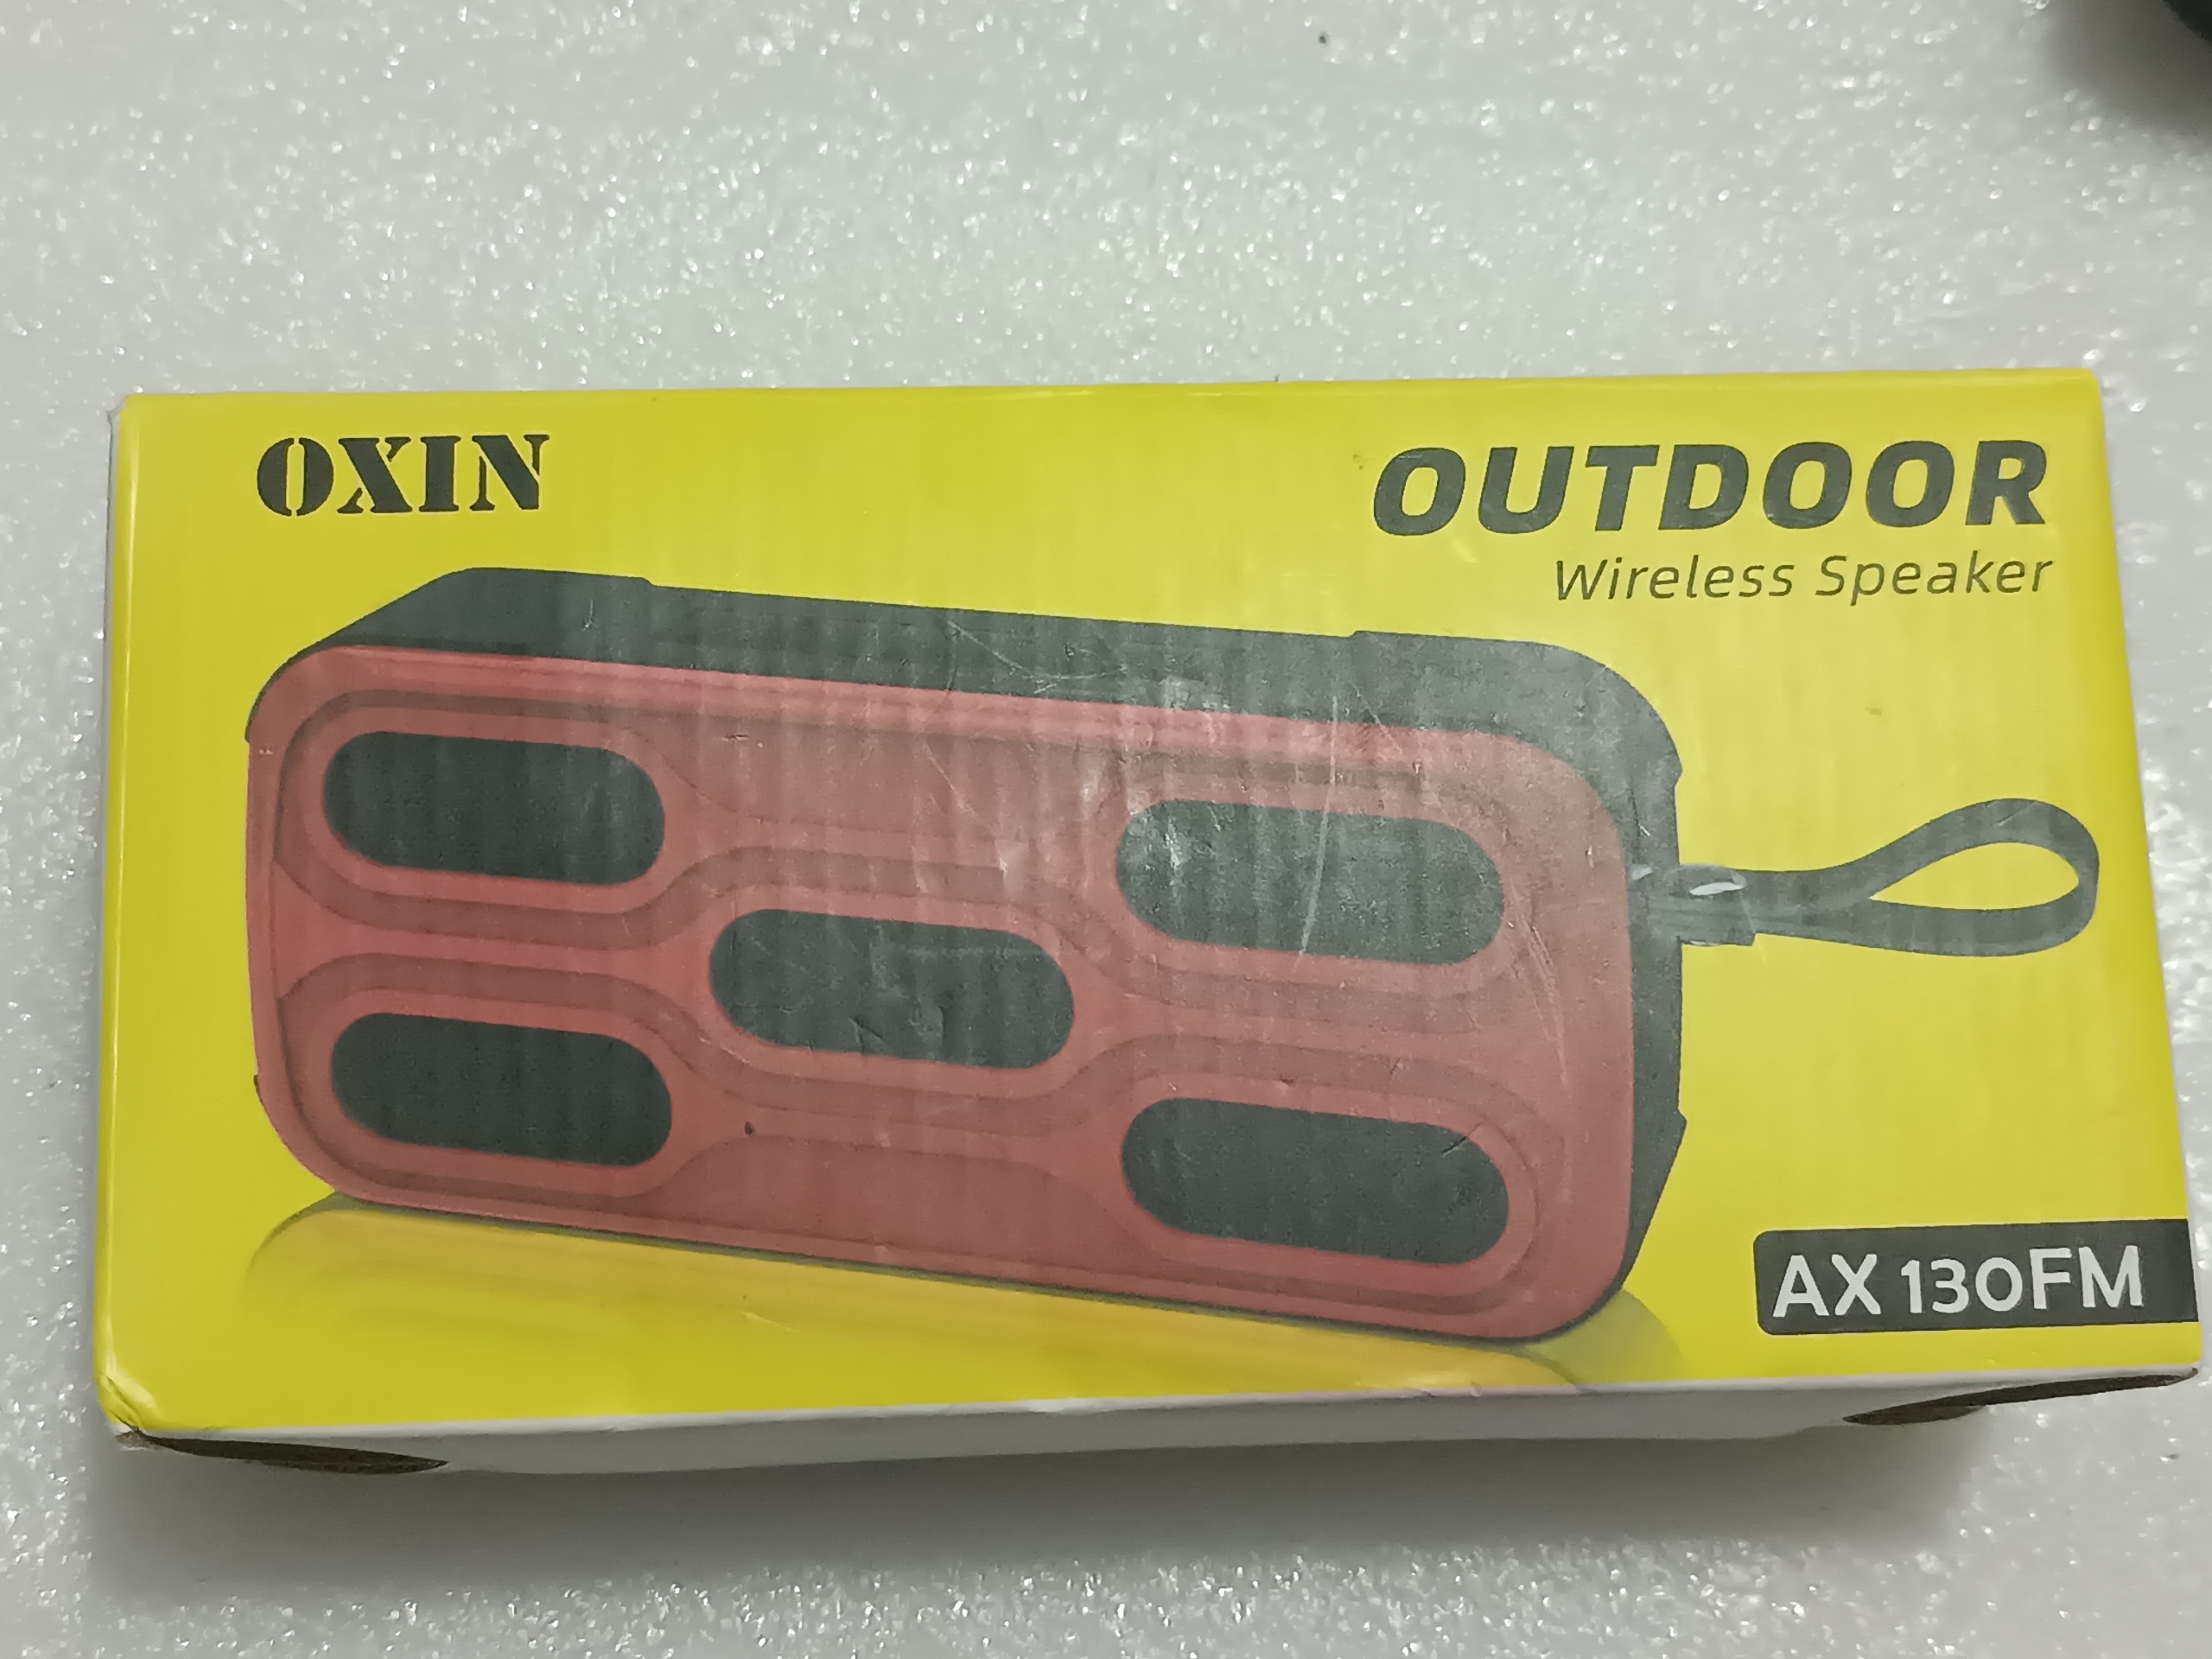 OXIN
OUTDOOR
Wireless Speaker
AX 130FM